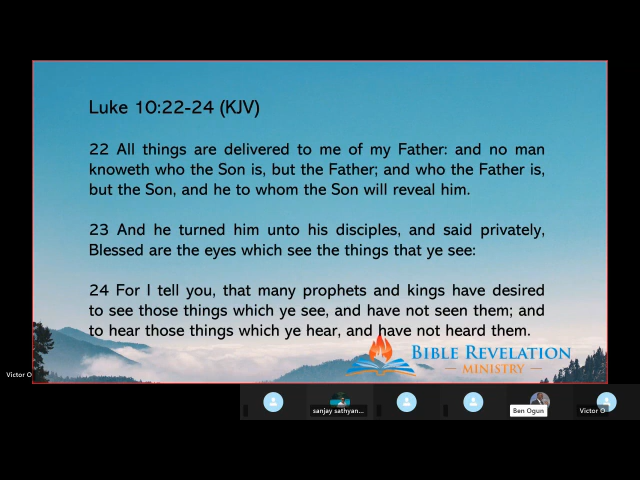 Luke 10:22-24 (KJV)
22 All things are delivered to me of my Father: and no man
knoweth who the Son is, but the Father; and who the Father is,
but the Son, and he to whom the Son will reveal him.
23 And he turned him unto his disciples, and said privately,
Blessed are the eyes which see the things that ye see:
24 For I tell you, that many prophets and kings have desired
to see those things which ye see, and have not seen them; and
to hear those things which ye hear, and have not heard them.
BIBLE REVELATION
MINISTRY
Victor O
sanjay sathyan...
Ben Ogun
Victor O